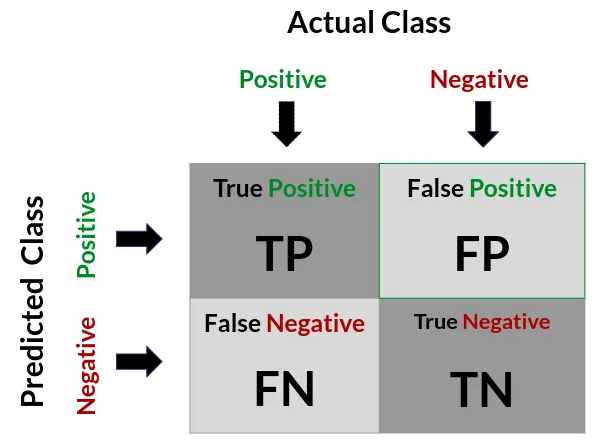 Actual Class
Positive
Negative
Predicted Class
Positive
True Positive
TP
False Positive
FP
Negative
False Negative
FN
True Negative
TN